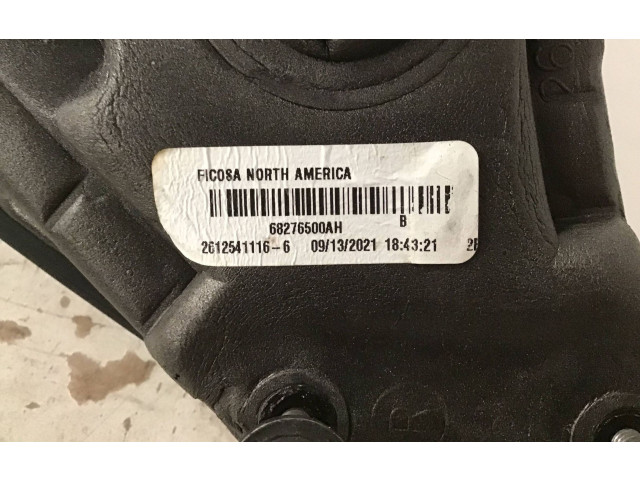 FICOSA NORTH AMERICA
B
68276500AH
2612541116-6 09/13/2021 18:43:21
B